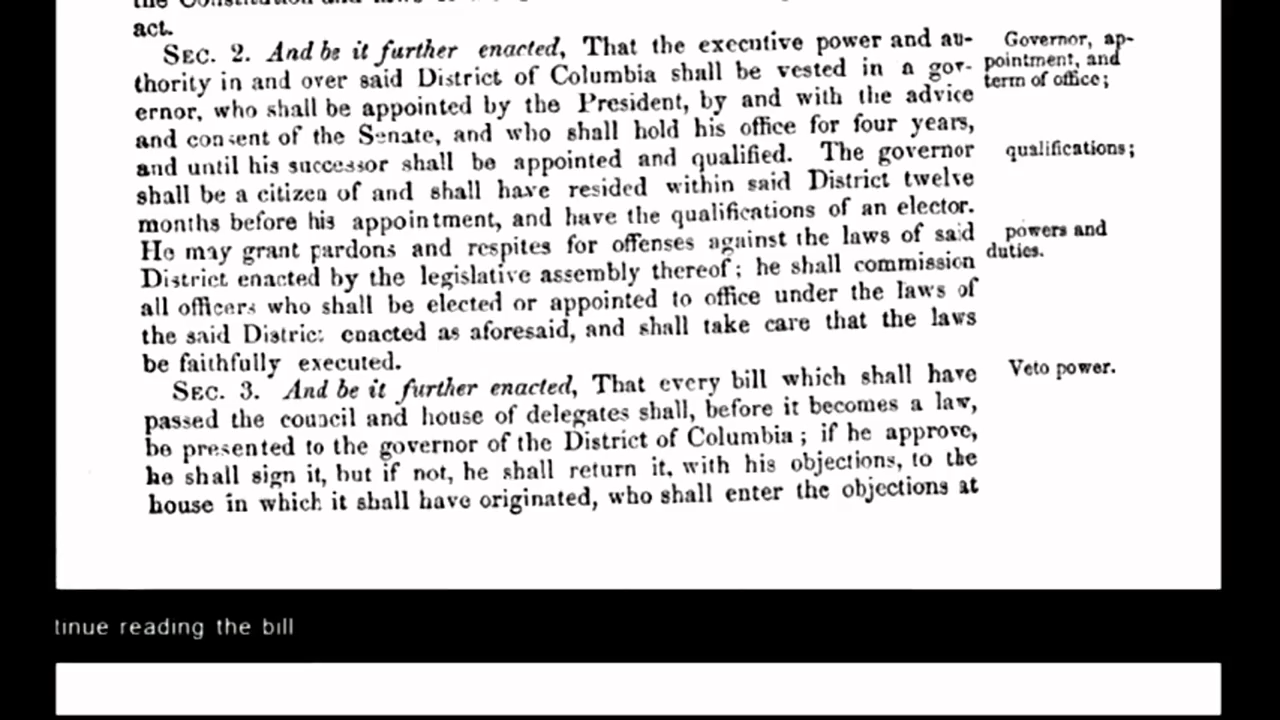 act.
SEC. 2. And be it further enacted, That the executive power and au-
thority in and over said District of Columbia shall be vested in a gov-
ernor, who shall be appointed by the President, by and with the advice
and consent of the Senate, and who shall hold his office for four years,
and until his successor shall be appointed and qualified. The governor
shall be a citizen of and shall have resided within said District twelve
months before his appointment, and have the qualifications of an elector.
He may grant pardons and respites for offenses against the laws of said
District enacted by the legislative assembly thereof; he shall commission
all officers who shall be elected or appointed to office under the laws of
the said District enacted as aforesaid, and shall take care that the laws
be faithfully executed.
SEC. 3. And be it further enacted, That every bill which shall have
passed the council and house of delegates shall, before it becomes a law,
be presented to the governor of the District of Columbia; if he approve,
he shall sign it, but if not, he shall return it, with his objections, to the
house in which it shall have originated, who shall enter the objections at
Governor, ap-
pointment, and
term of office;
qualifications;
powers and
duties.
Veto power.
tinue reading the bill